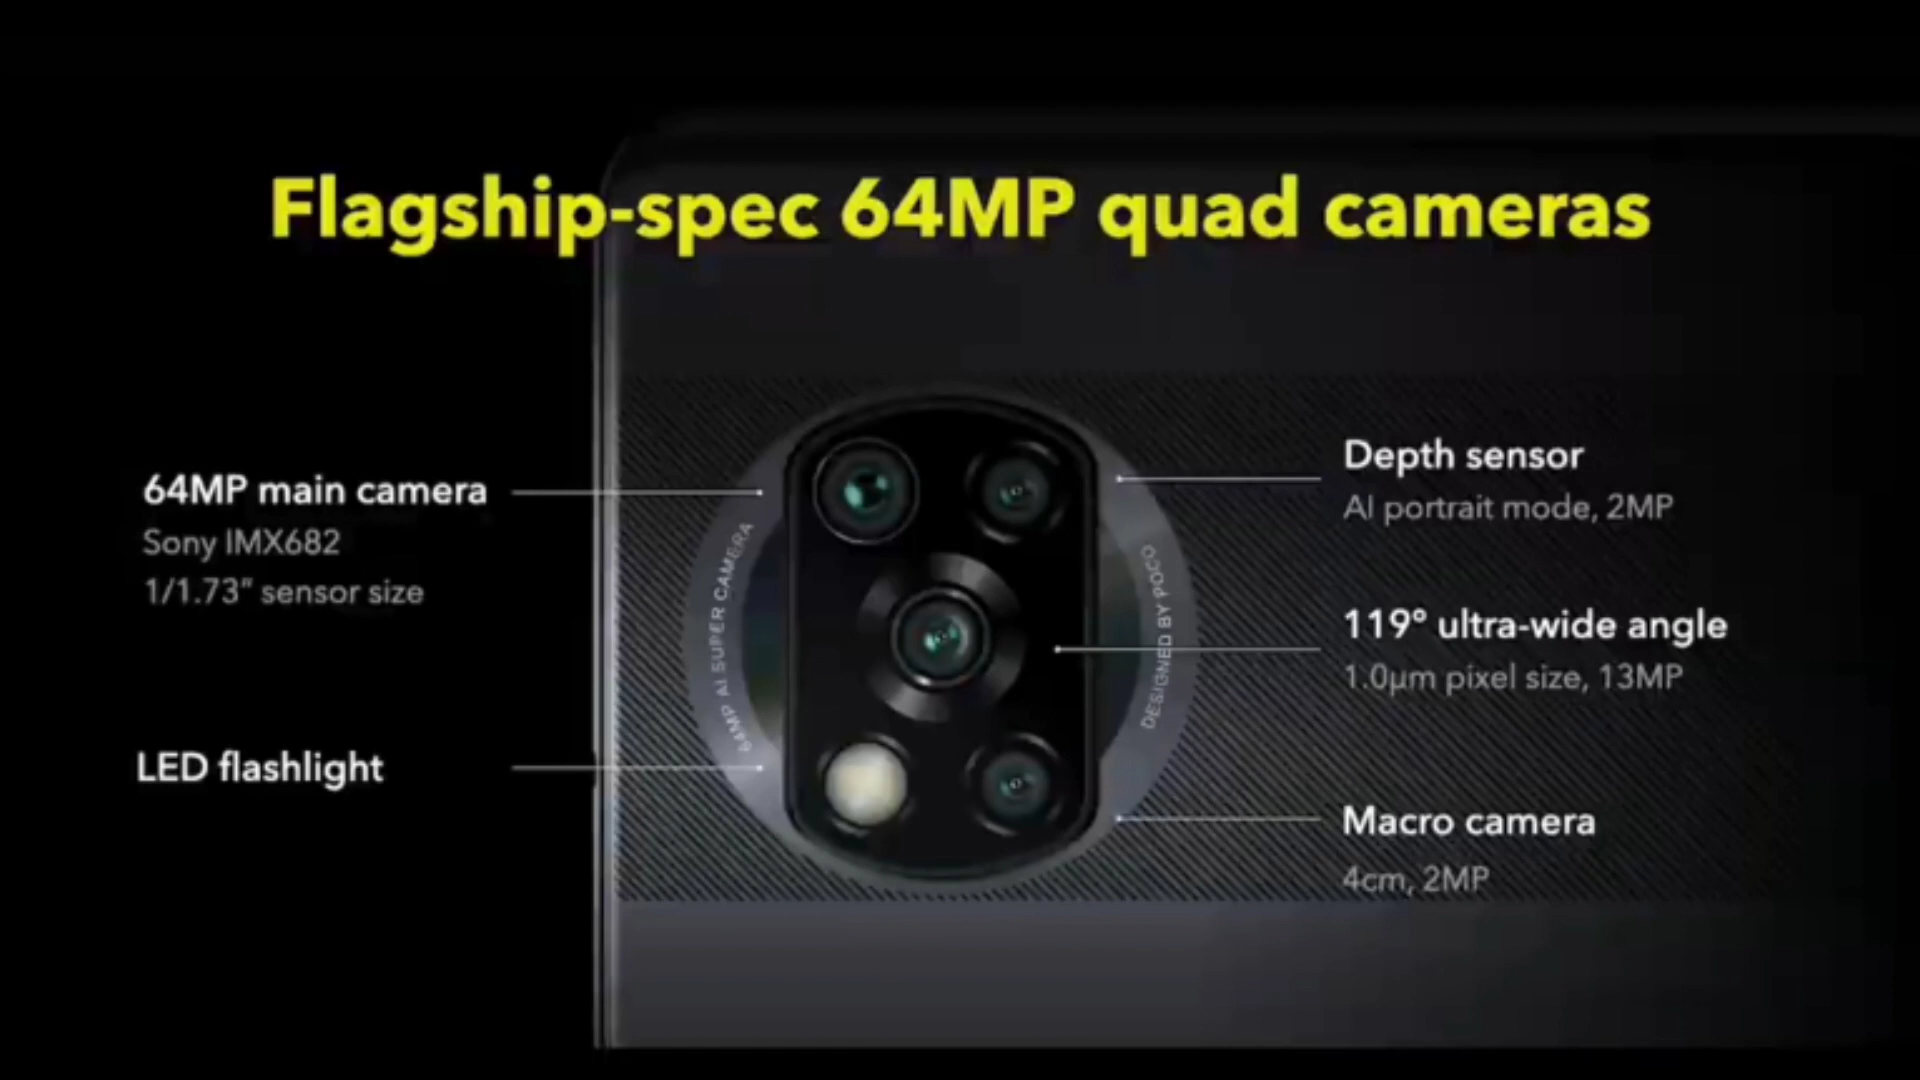 Flagship-spec 64MP quad cameras
64MP main camera
Sony IMX682
1/1.73" sensor size
LED flashlight
64MP AI SUPER CAMERA
DESIGNED BY POCO
Depth sensor
AI portrait mode, 2MP
119° ultra-wide angle
1.0μm pixel size, 13MP
Macro camera
4cm, 2MP